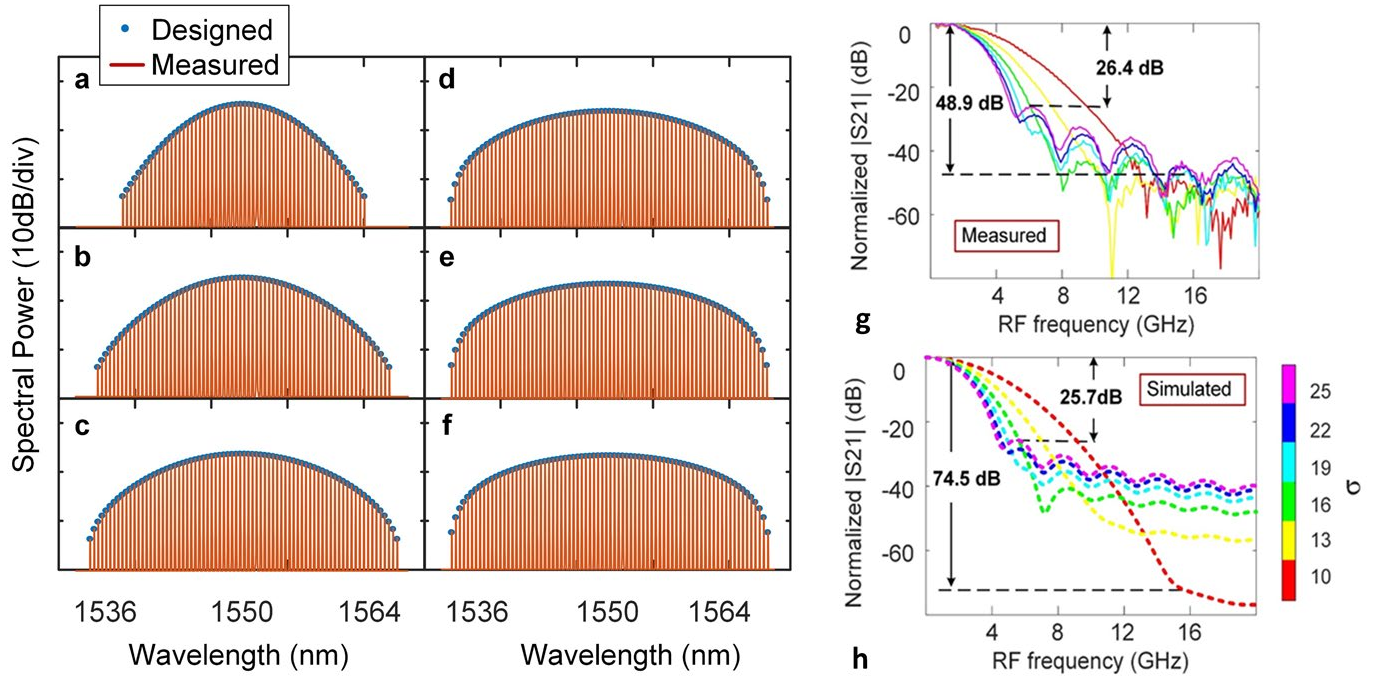 Designed
Measured
a
b
c
d
e
f
Spectral Power (10dB/div)
1536 1550 1564
Wavelength (nm)
1536 1550 1564
Wavelength (nm)
0
-20
-40
-60
Normalized |S21| (dB)
26.4 dB
48.9 dB
Measured
4 8 12 16
RF frequency (GHz)
g
0
-20
-40
-60
Normalized |S21| (dB)
25.7dB
74.5 dB
Simulated
4 8 12 16
RF frequency (GHz)
h
25
22
19
16
13
10
σ